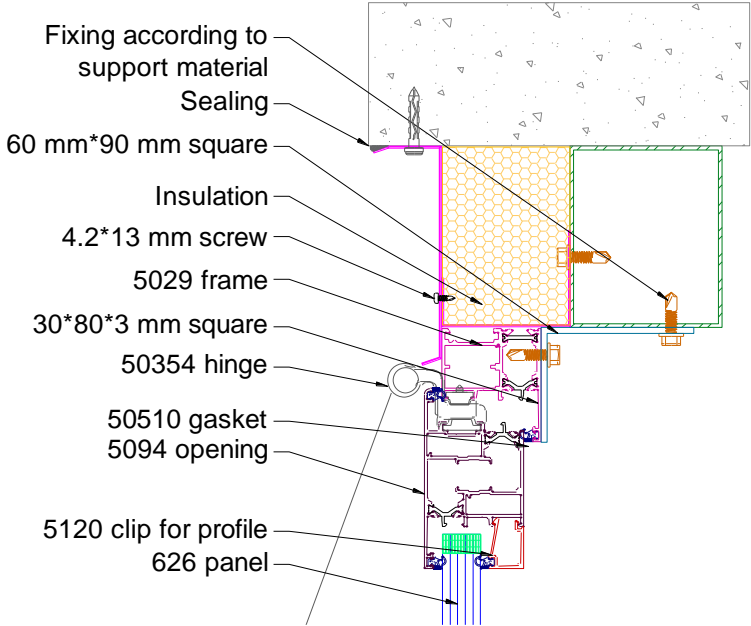 Fixing according to
support material
Sealing
60 mm*90 mm square
Insulation
4.2*13 mm screw
5029 frame
30*80*3 mm square
50354 hinge
50510 gasket
5094 opening
5120 clip for profile
626 panel